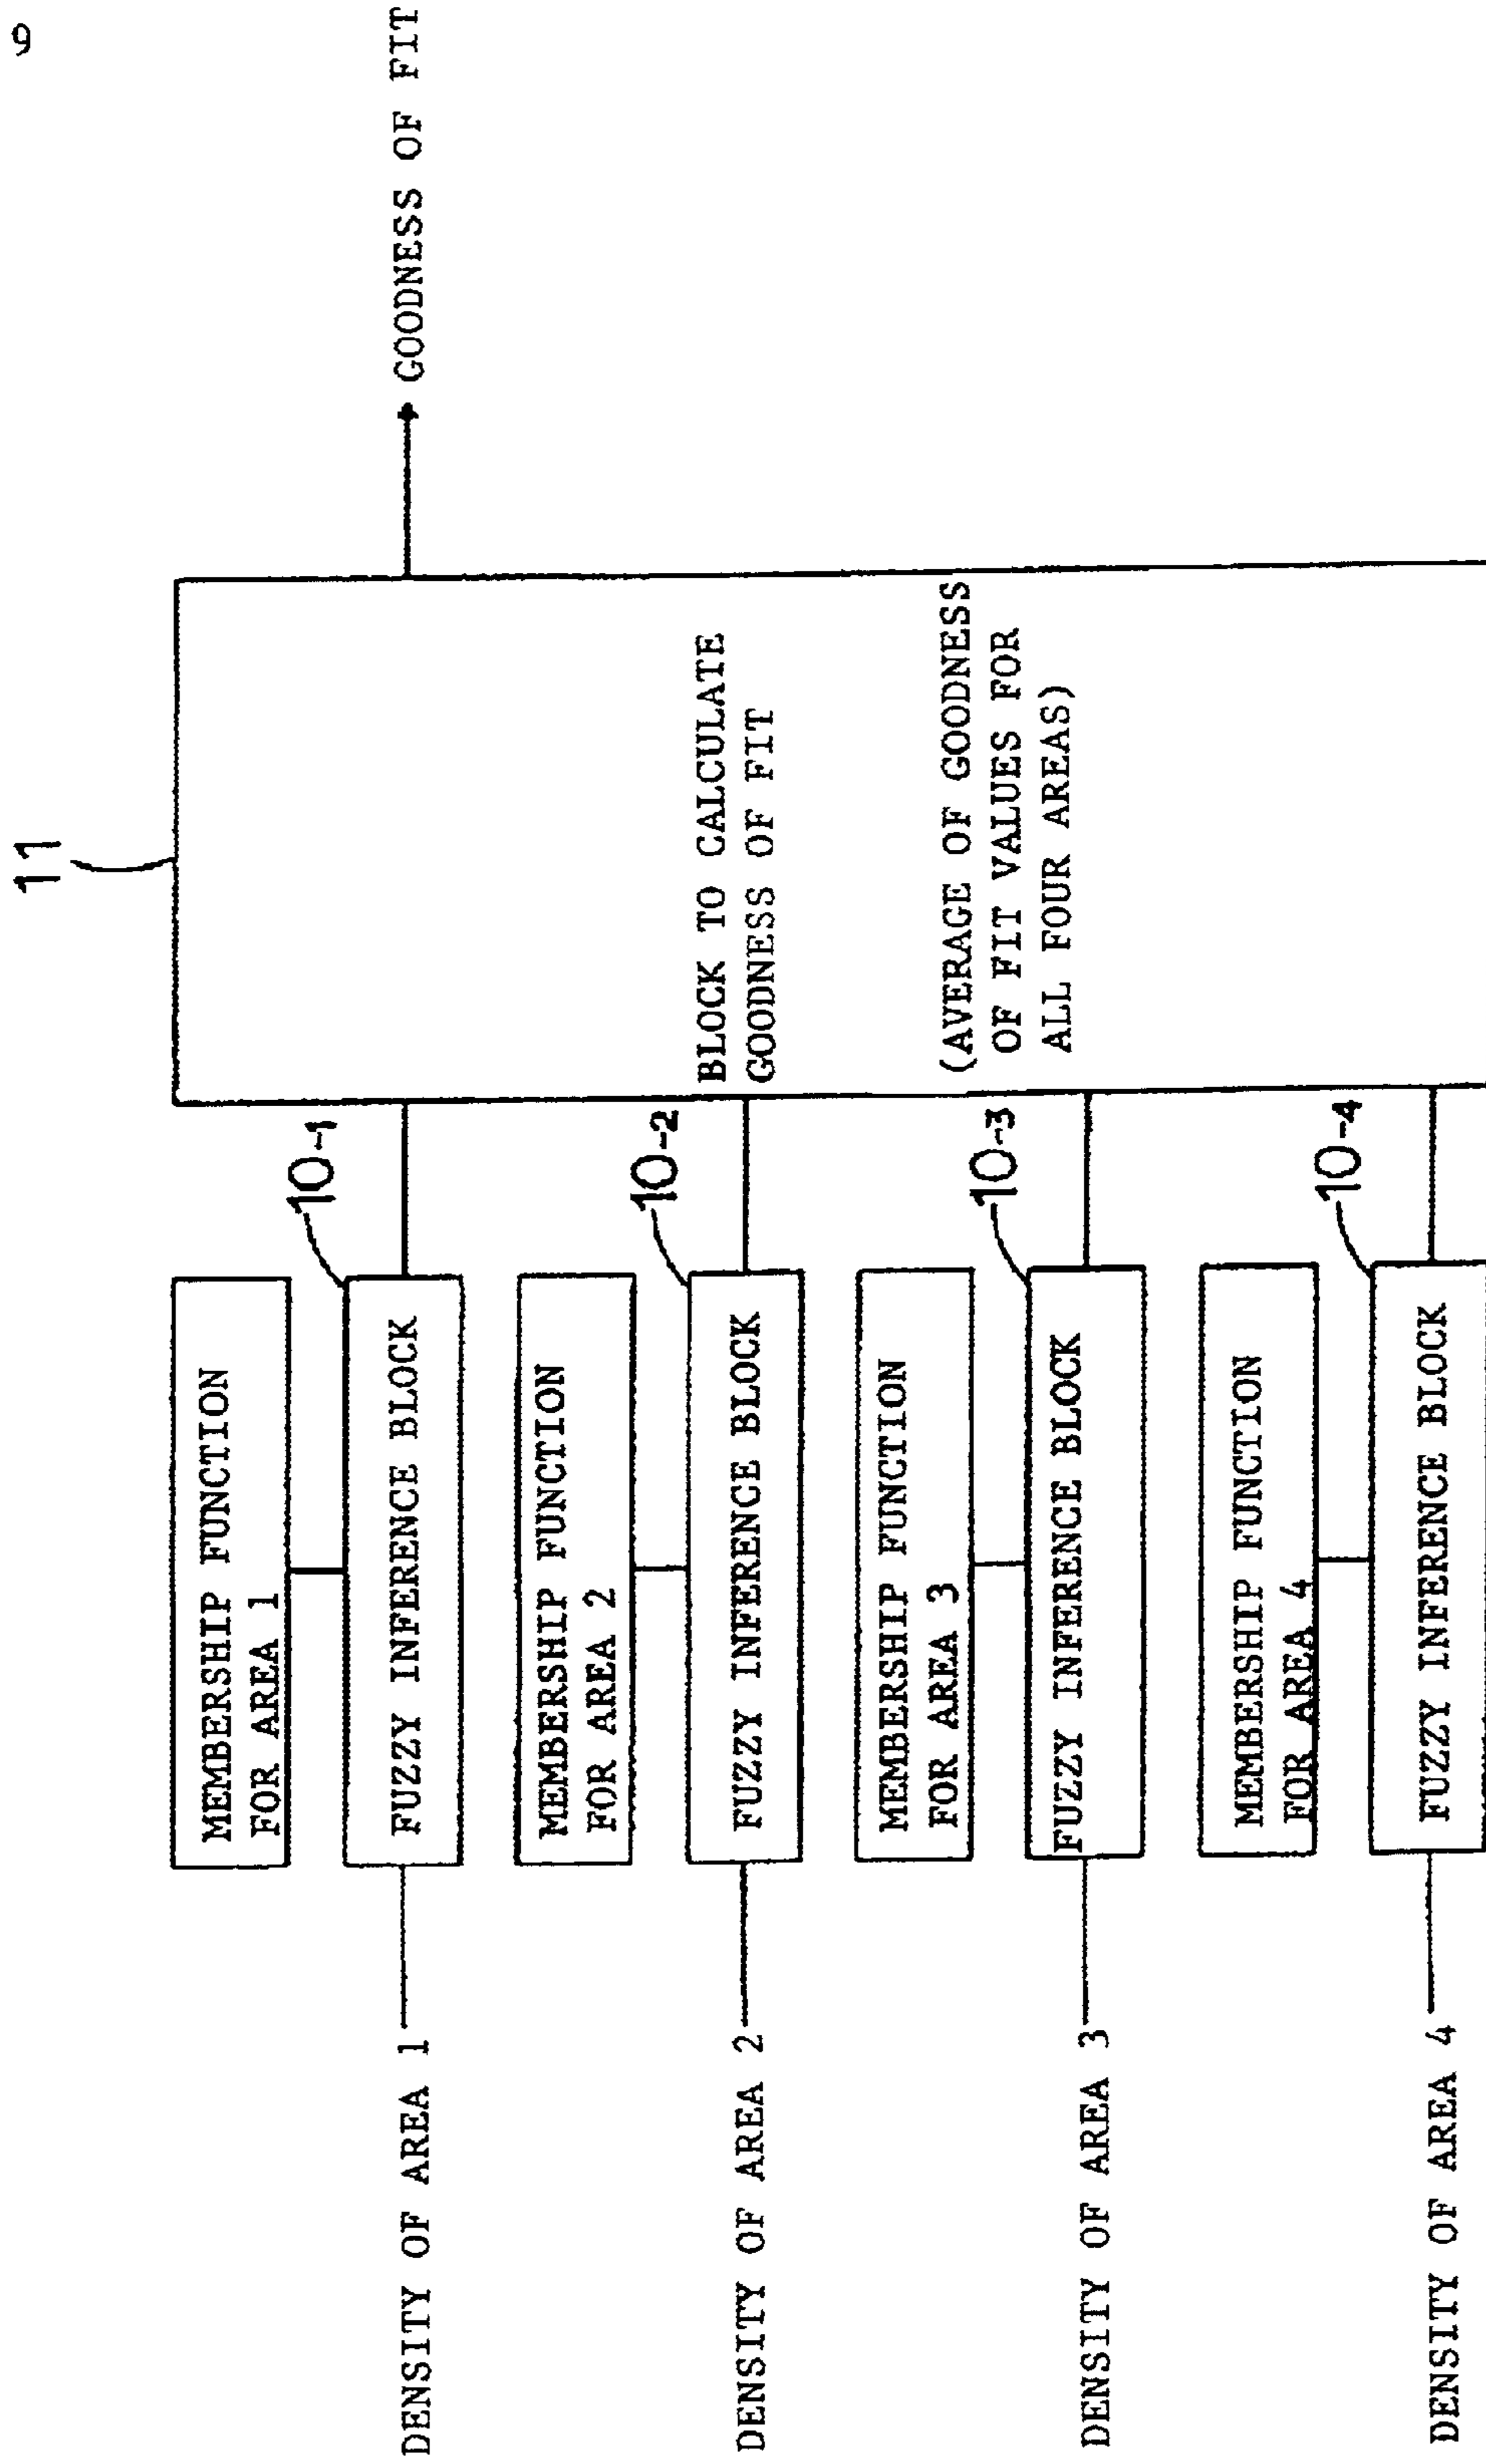 9
11
MEMBERSHIP FUNCTION
FOR AREA 1
10-1
DENSITY OF AREA 1
FUZZY INFERENCE BLOCK
GOODNESS OF FIT
MEMBERSHIP FUNCTION
FOR AREA 2
10-2
DENSITY OF AREA 2
FUZZY INFERENCE BLOCK
BLOCK TO CALCULATE
GOODNESS OF FIT
MEMBERSHIP FUNCTION
FOR AREA 3
10-3
DENSITY OF AREA 3
FUZZY INFERENCE BLOCK
(AVERAGE OF GOODNESS
OF FIT VALUES FOR
ALL FOUR AREAS)
MEMBERSHIP FUNCTION
FOR AREA 4
10-4
DENSITY OF AREA 4
FUZZY INFERENCE BLOCK